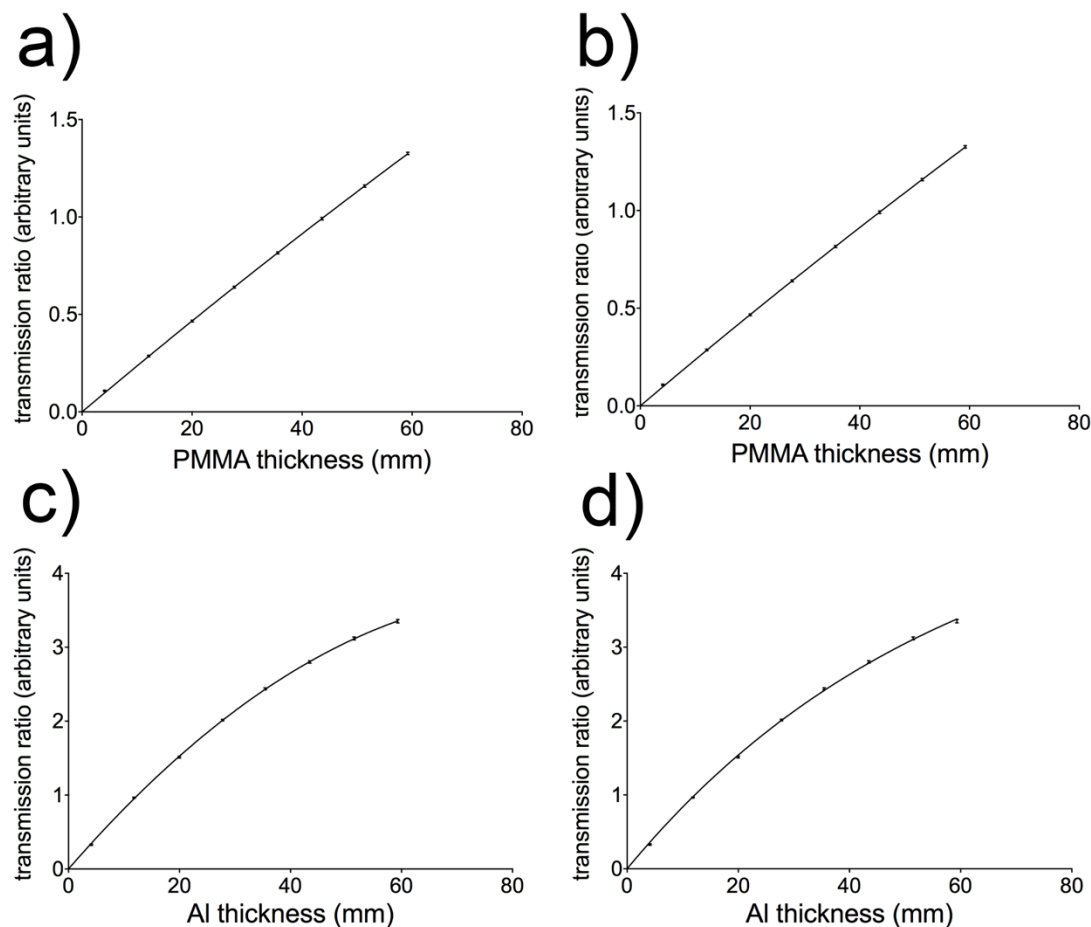 a)
transmission ratio (arbitrary units)
1.5
1.0
0.5
0.0
0 20 40 60 80
PMMA thickness (mm)
b)
transmission ratio (arbitrary units)
1.5
1.0
0.5
0.0
0 20 40 60 80
PMMA thickness (mm)
c)
transmission ratio (arbitrary units)
4
3
2
1
0
0 20 40 60 80
Al thickness (mm)
d)
transmission ratio (arbitrary units)
4
3
2
1
0
0 20 40 60 80
Al thickness (mm)